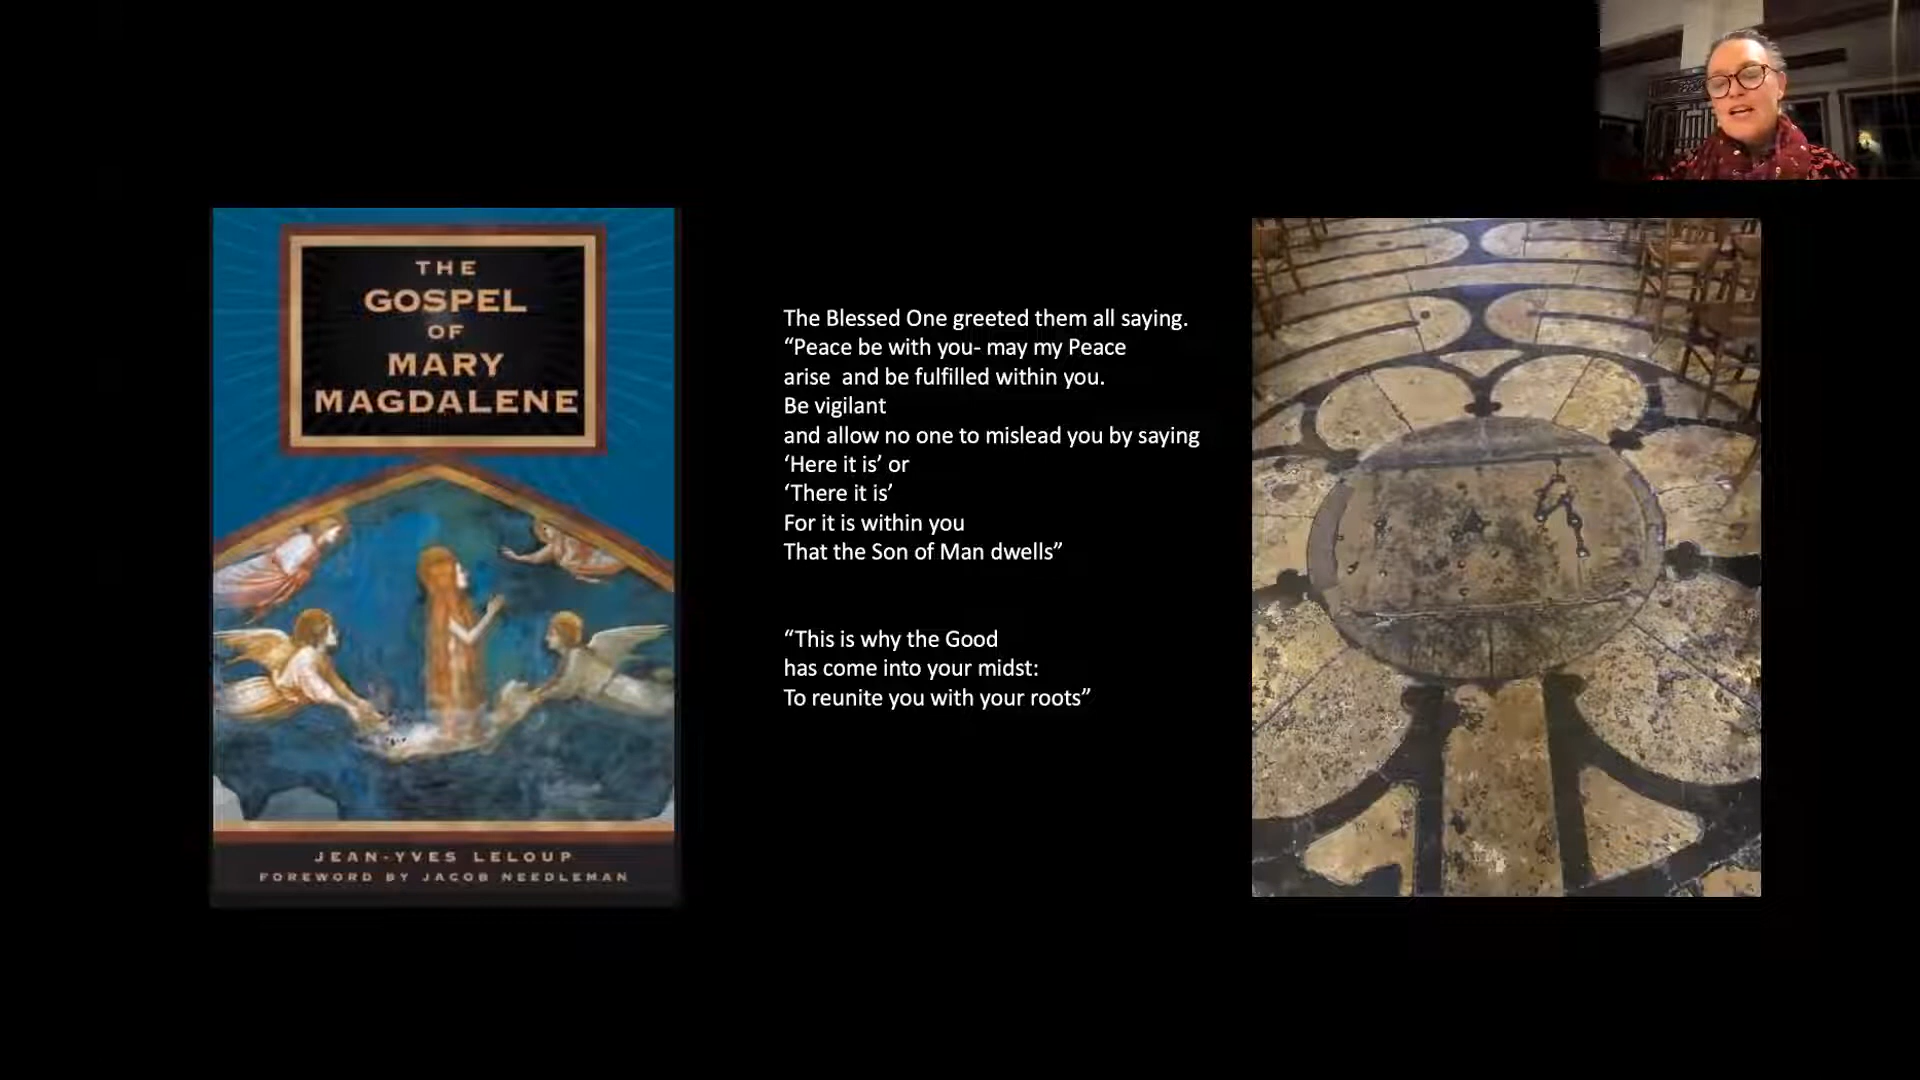 THE
GOSPEL
OF
MARY
MAGDALENE
JEAN-YVES LELOUP
FOREWORD BY JACOB NEEDLEMAN
The Blessed One greeted them all saying.
“Peace be with you- may my Peace
arise  and be fulfilled within you.
Be vigilant
and allow no one to mislead you by saying
‘Here it is’ or
‘There it is’
For it is within you
That the Son of Man dwells”
“This is why the Good
has come into your midst:
To reunite you with your roots”